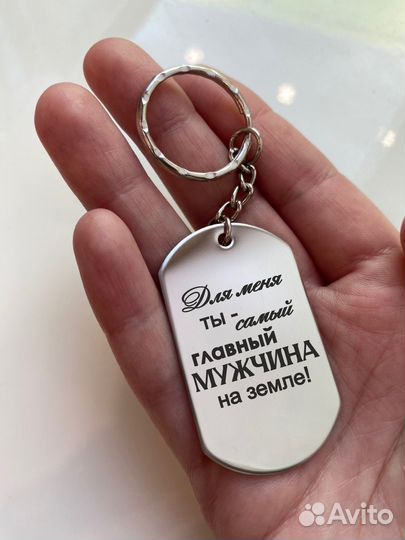 Для меня
ты - самый
главный
МУЖЧИНА
на земле!
Avito